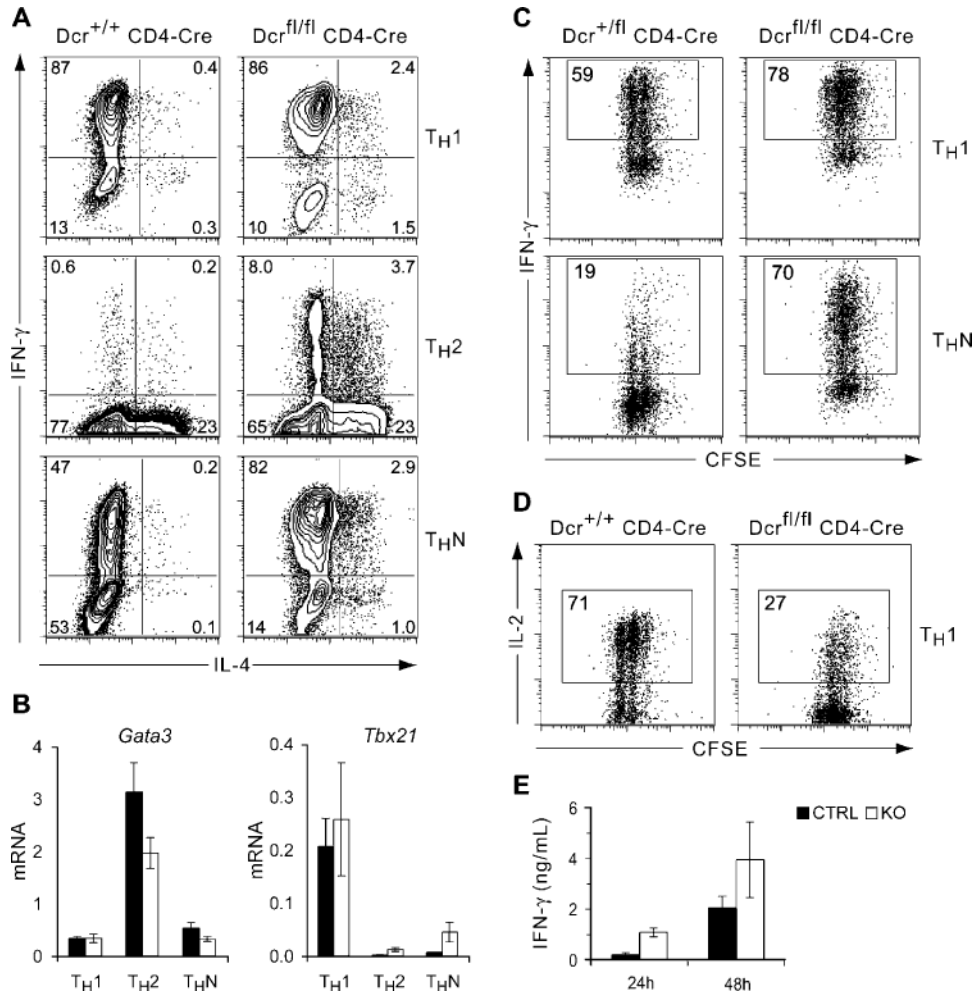 A
Dcr+/+ CD4-Cre
Dcrfl/fl CD4-Cre
87
0.4
86
2.4
TH1
13
0.3
10
1.5
0.6
0.2
8.0
3.7
TH2
77
23
65
23
47
0.2
82
2.9
THN
53
0.1
14
1.0
IFN-γ
IL-4
B
Gata3
4
3
2
1
0
mRNA
TH1
TH2
THN
Tbx21
0.4
0.3
0.2
0.1
0.0
mRNA
TH1
TH2
THN
C
Dcr+/fl CD4-Cre
Dcrfl/fl CD4-Cre
59
78
TH1
19
70
THN
IFN-γ
CFSE
D
Dcr+/+ CD4-Cre
Dcrfl/fl CD4-Cre
71
27
TH1
IL-2
CFSE
E
CTRL
KO
6
4
2
0
IFN-γ (ng/mL)
24h
48h